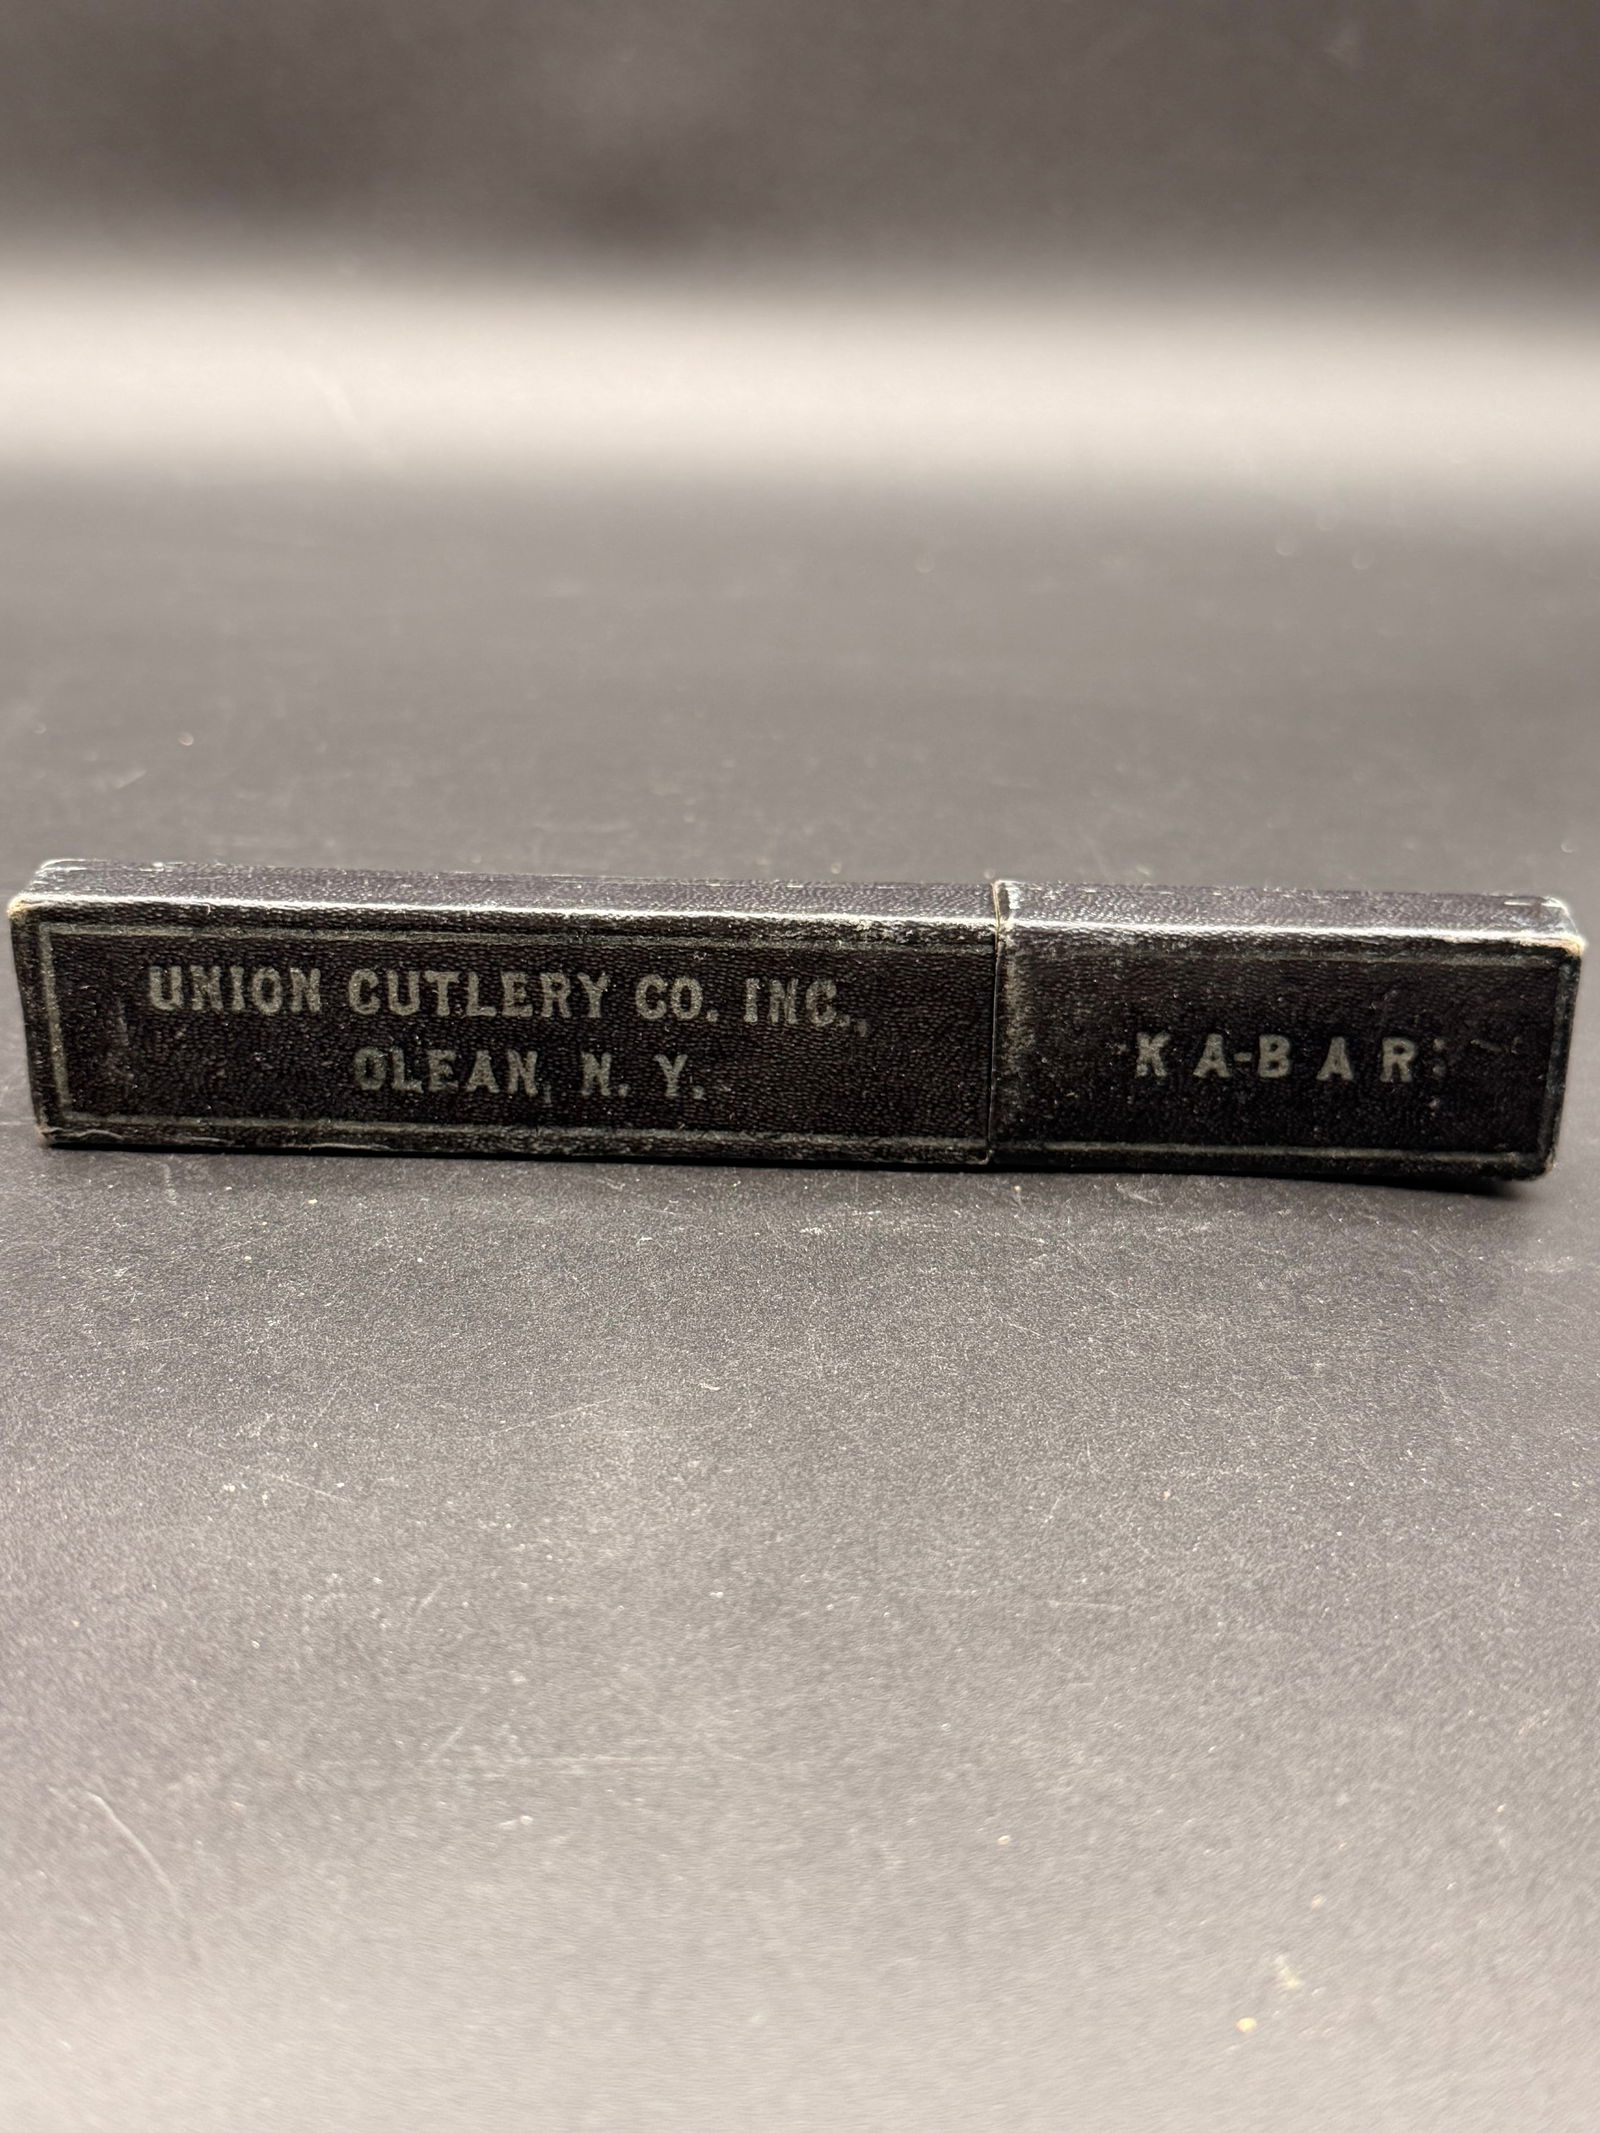 UNION CUTLERY CO. INC.,
OLEAN, N. Y.
KA-BAR